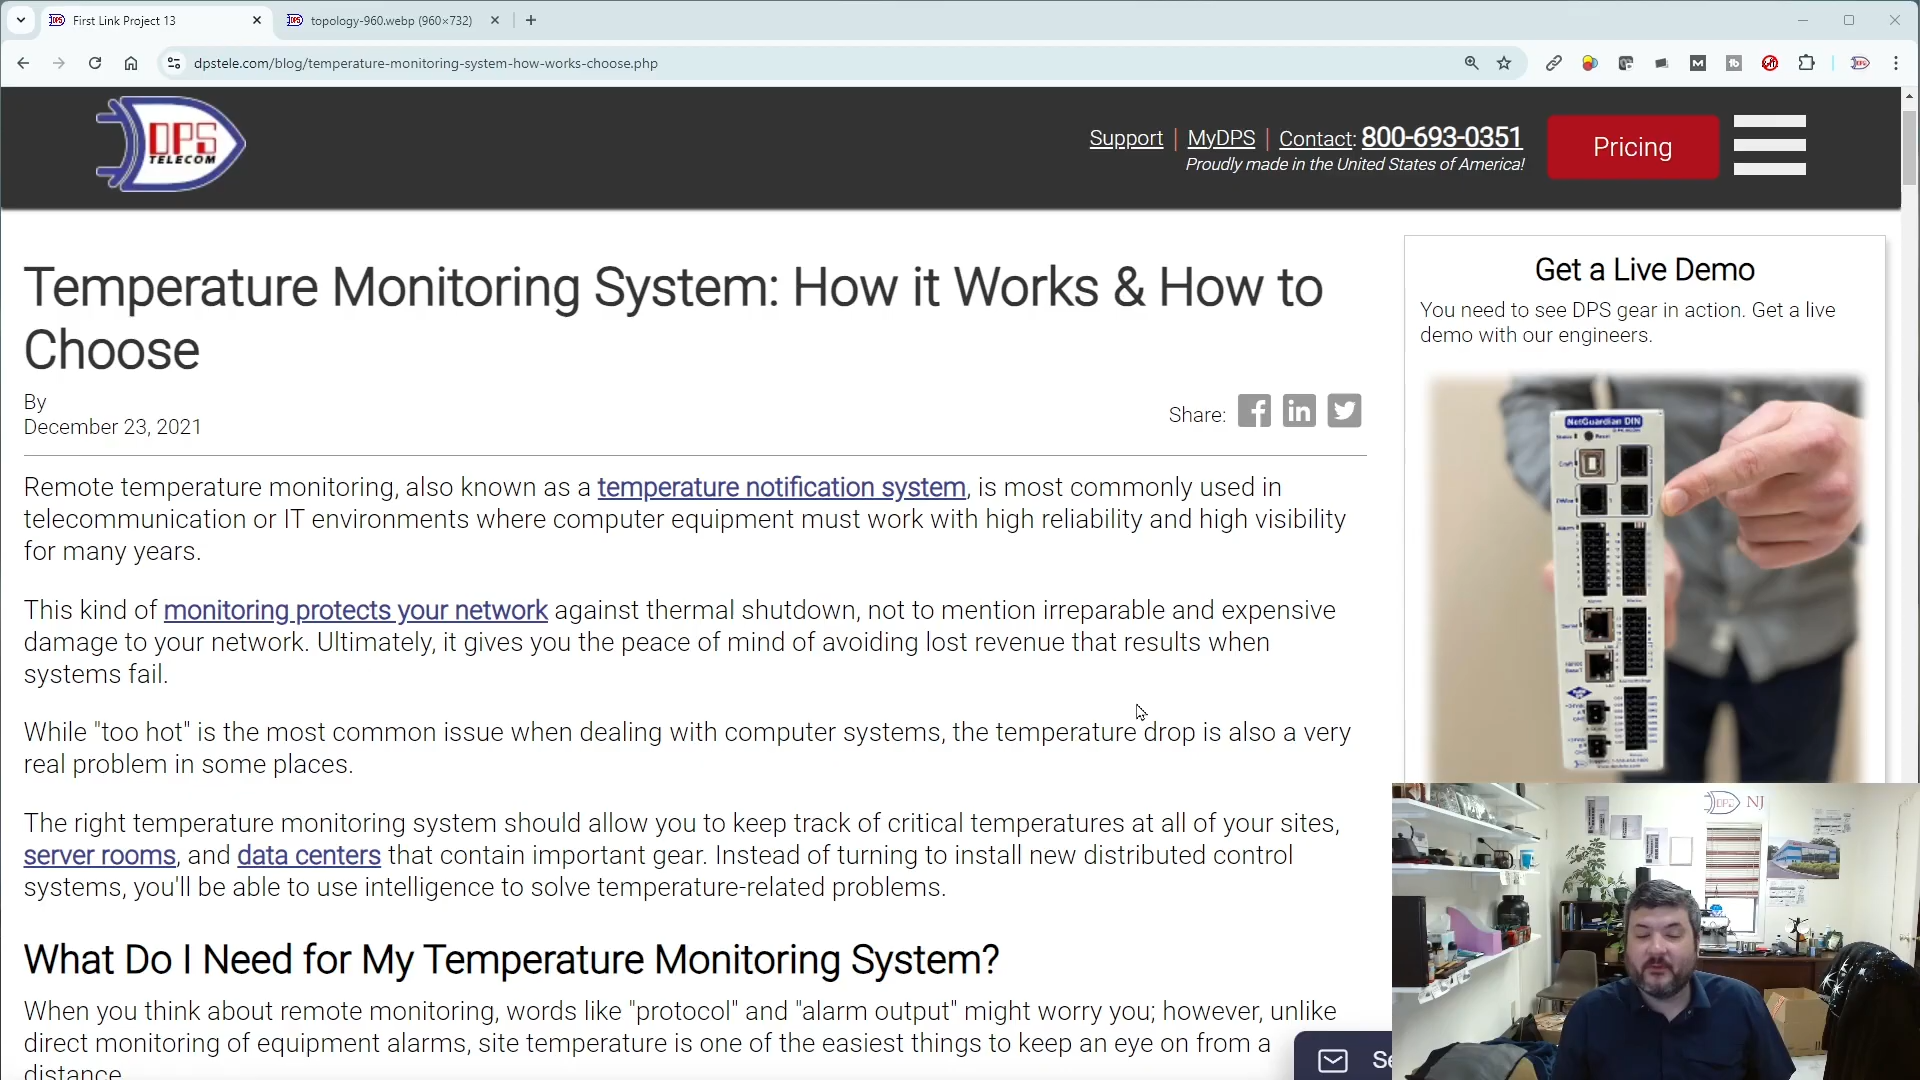 First Link Project 13
topology-960.webp (960×732)
dpstele.com/blog/temperature-monitoring-system-how-works-choose.php
DPS
TELECOM
Support | MyDPS | Contact: 800-693-0351
Proudly made in the United States of America!
Pricing
Temperature Monitoring System: How it Works & How to
Choose
By
December 23, 2021
Share:
Remote temperature monitoring, also known as a temperature notification system, is most commonly used in
telecommunication or IT environments where computer equipment must work with high reliability and high visibility
for many years.
This kind of monitoring protects your network against thermal shutdown, not to mention irreparable and expensive
damage to your network. Ultimately, it gives you the peace of mind of avoiding lost revenue that results when
systems fail.
While "too hot" is the most common issue when dealing with computer systems, the temperature drop is also a very
real problem in some places.
The right temperature monitoring system should allow you to keep track of critical temperatures at all of your sites,
server rooms, and data centers that contain important gear. Instead of turning to install new distributed control
systems, you'll be able to use intelligence to solve temperature-related problems.
What Do I Need for My Temperature Monitoring System?
When you think about remote monitoring, words like "protocol" and "alarm output" might worry you; however, unlike
direct monitoring of equipment alarms, site temperature is one of the easiest things to keep an eye on from a
distance.
Get a Live Demo
You need to see DPS gear in action. Get a live
demo with our engineers.
NetGuardian DIN
DPS NJ